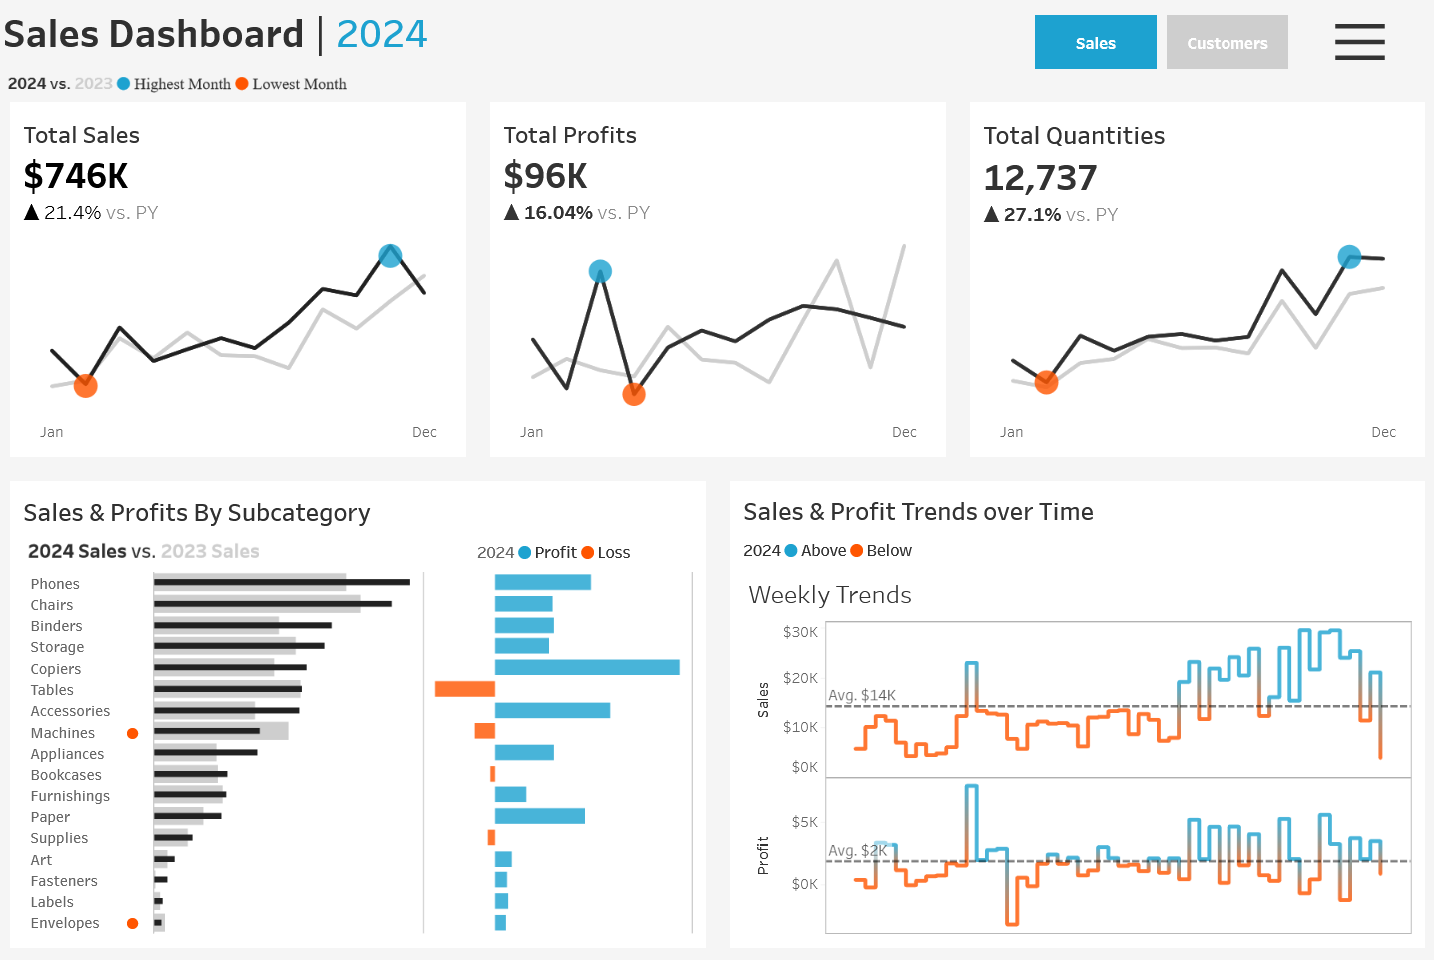 Sales Dashboard | 2024
Sales
Customers
2024 vs. 2023 Highest Month Lowest Month
Total Sales
$746K
▲ 21.4% vs. PY
Jan
Dec
Total Profits
$96K
▲ 16.04% vs. PY
Jan
Dec
Total Quantities
12,737
▲ 27.1% vs. PY
Jan
Dec
Sales & Profits By Subcategory
2024 Sales vs. 2023 Sales
2024 Profit Loss
Phones
Chairs
Binders
Storage
Copiers
Tables
Accessories
Machines
Appliances
Bookcases
Furnishings
Paper
Supplies
Art
Fasteners
Labels
Envelopes
Sales & Profit Trends over Time
2024 Above Below
Weekly Trends
Sales
$30K
$20K
$10K
$0K
Avg. $14K
Profit
$5K
$0K
Avg. $2K